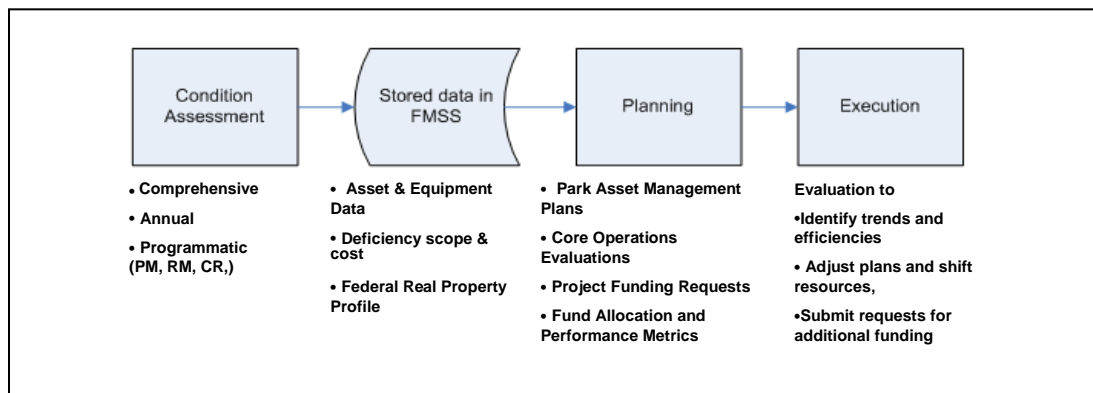 Condition
Assessment
Stored data in
FMSS
Planning
Execution
• Comprehensive
• Annual
• Programmatic
(PM, RM, CR,)
• Asset & Equipment
Data
• Deficiency scope &
cost
• Federal Real Property
Profile
• Park Asset Management
Plans
• Core Operations
Evaluations
• Project Funding Requests
• Fund Allocation and
Performance Metrics
Evaluation to
•Identify trends and
efficiencies
• Adjust plans and shift
resources,
•Submit requests for
additional funding